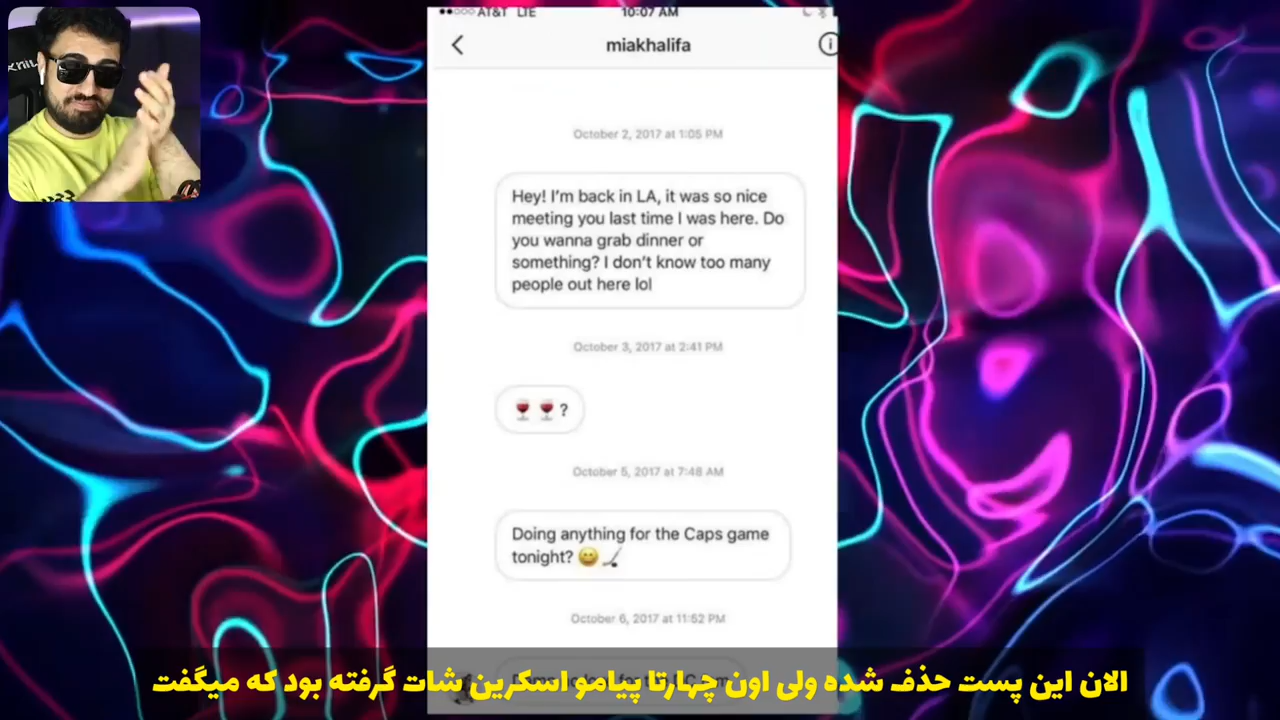 AT&T LTE 10:07 AM
miakhalifa
October 2, 2017 at 1:05 PM
Hey! I'm back in LA, it was so nice
meeting you last time I was here. Do
you wanna grab dinner or
something? I don't know too many
people out here lol
October 3, 2017 at 2:41 PM
🍷 🍷 ?
October 5, 2017 at 7:48 AM
Doing anything for the Caps game
tonight? 😄 🏒
October 6, 2017 at 11:52 PM
الان این پست حذف شده ولی اون چهارتا پیامو اسکرین شات گرفته بود که میگفت